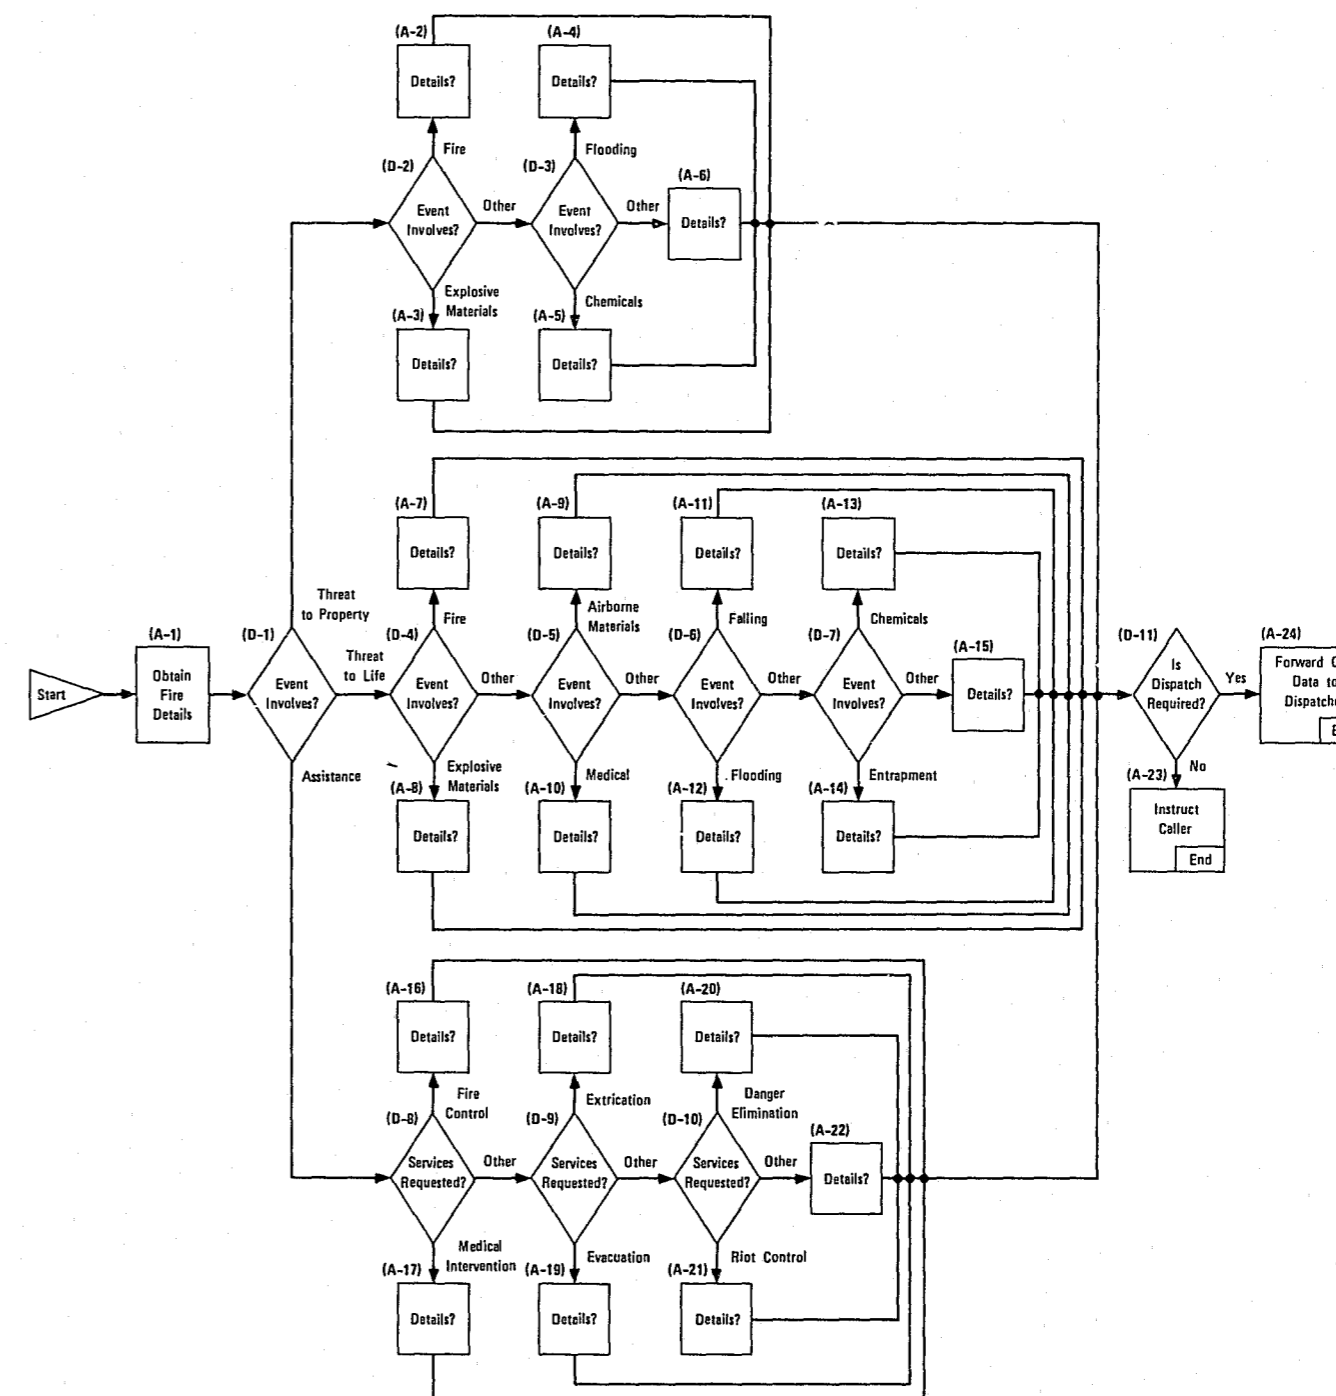 (A-2)
(A-4)
Details?
Details?
Fire
Flooding
(D-2)
(D-3)
(A-6)
Event
Involves?
Other
Event
Involves?
Other
Details?
Explosive
Materials
Chemicals
(A-3)
(A-5)
Details?
Details?
(A-7)
(A-9)
(A-11)
(A-13)
Details?
Details?
Details?
Details?
Threat
to Property
Fire
Airborne
Materials
Falling
Chemicals
(A-1)
(D-1)
(D-4)
(D-5)
(D-6)
(D-7)
(A-15)
(D-11)
(A-24)
Start
Obtain
Fire
Details
Event
Involves?
Threat
to Life
Event
Involves?
Other
Event
Involves?
Other
Event
Involves?
Other
Event
Involves?
Other
Details?
Is
Dispatch
Required?
Yes
Forward
Data to
Assistance
Explosive
Materials
Medical
Flooding
Entrapment
No
(A-8)
(A-10)
(A-12)
(A-14)
(A-23)
Details?
Details?
Details?
Details?
Instruct
Caller
End
(A-16)
(A-18)
(A-20)
Details?
Details?
Details?
Fire
Control
Extrication
Danger
Elimination
(D-8)
(D-9)
(D-10)
(A-22)
Services
Requested?
Other
Services
Requested?
Other
Services
Requested?
Other
Details?
Medical
Intervention
Evacuation
Riot Control
(A-17)
(A-19)
(A-21)
Details?
Details?
Details?